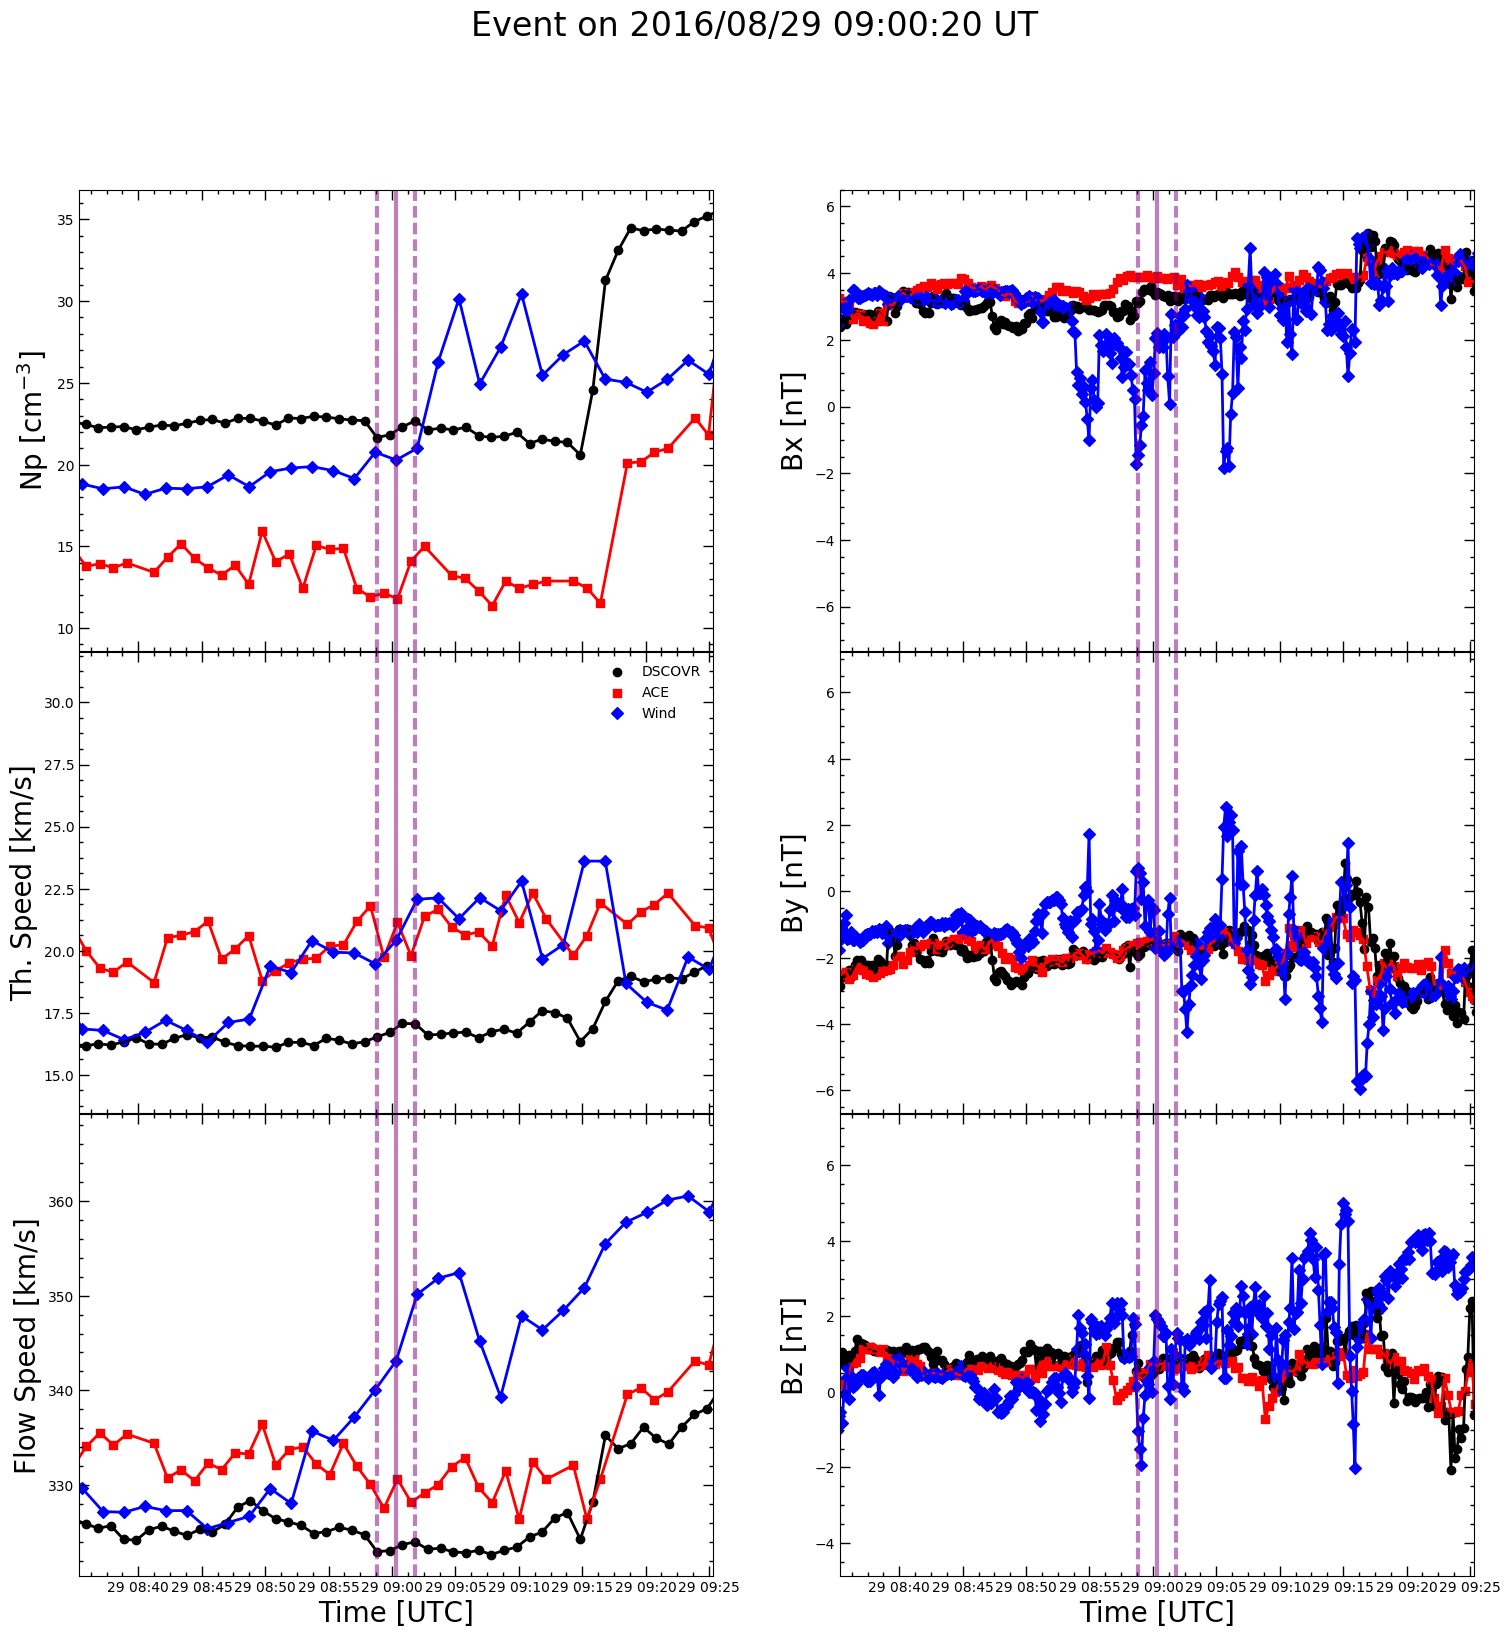 Event on 2016/08/29 09:00:20 UT
Np [cm⁻³]
35
30
25
20
15
10
Th. Speed [km/s]
30.0
27.5
25.0
22.5
20.0
17.5
15.0
DSCOVR
ACE
Wind
Flow Speed [km/s]
360
350
340
330
29 08:40 29 08:45 29 08:50 29 08:55 29 09:00 29 09:05 29 09:10 29 09:15 29 09:20 29 09:25
Time [UTC]
Bx [nT]
6
4
2
0
−2
−4
−6
By [nT]
6
4
2
0
−2
−4
−6
Bz [nT]
6
4
2
0
−2
−4
29 08:40 29 08:45 29 08:50 29 08:55 29 09:00 29 09:05 29 09:10 29 09:15 29 09:20 29 09:25
Time [UTC]